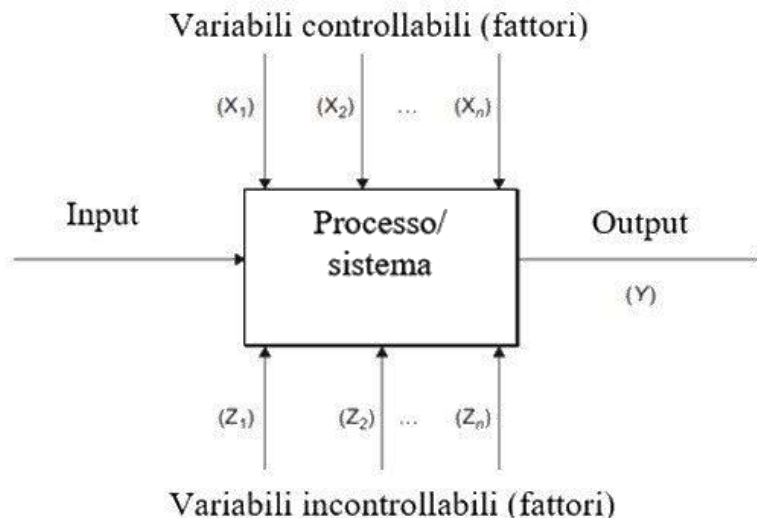 Variabili controllabili (fattori)
(X₁) (X₂) ... (Xₙ)
Input
Processo/
sistema
Output
(Y)
(Z₁) (Z₂) ... (Zₙ)
Variabili incontrollabili (fattori)